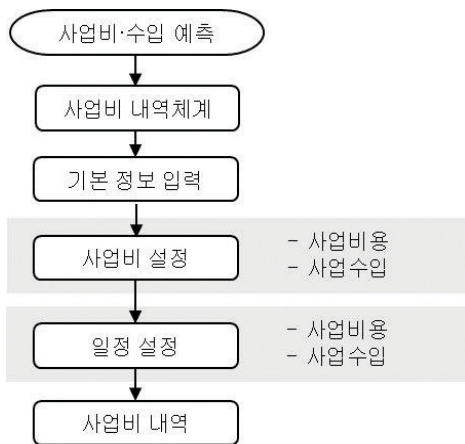 사업비·수입 예측
사업비 내역체계
기본 정보 입력
사업비 설정
- 사업비용
- 사업수입
일정 설정
- 사업비용
- 사업수입
사업비 내역